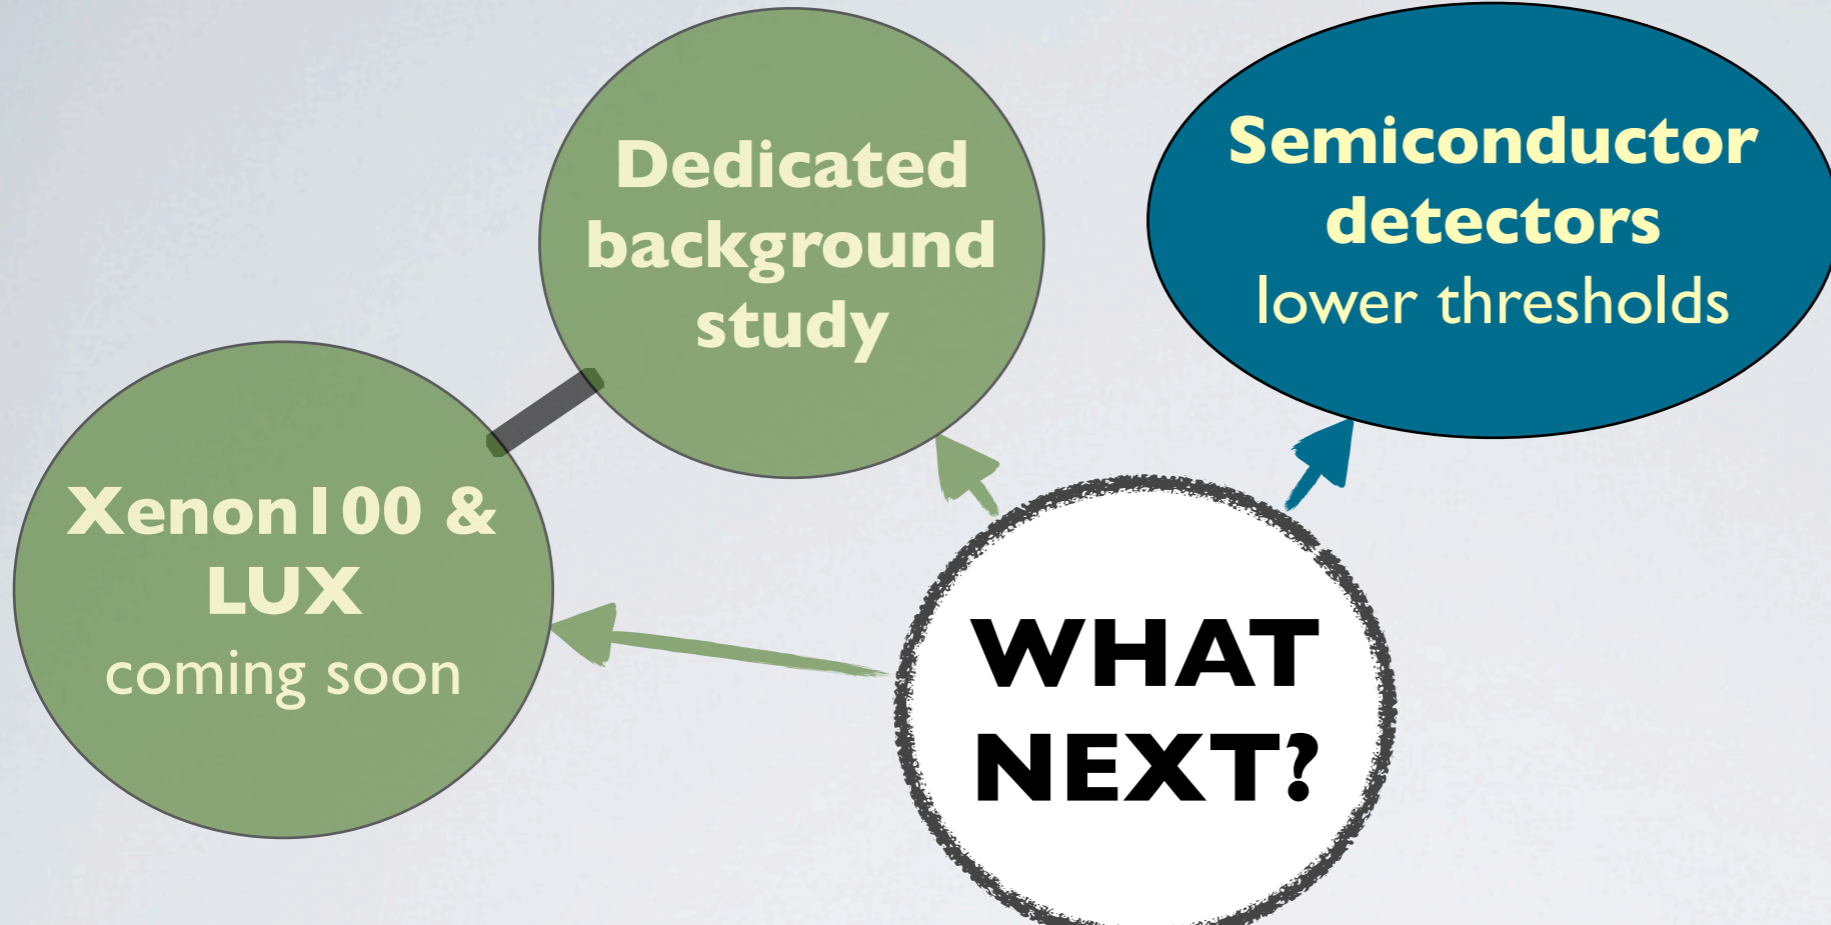 Dedicated
background
study
Semiconductor
detectors
lower thresholds
Xenon100 &
LUX
coming soon
WHAT
NEXT?